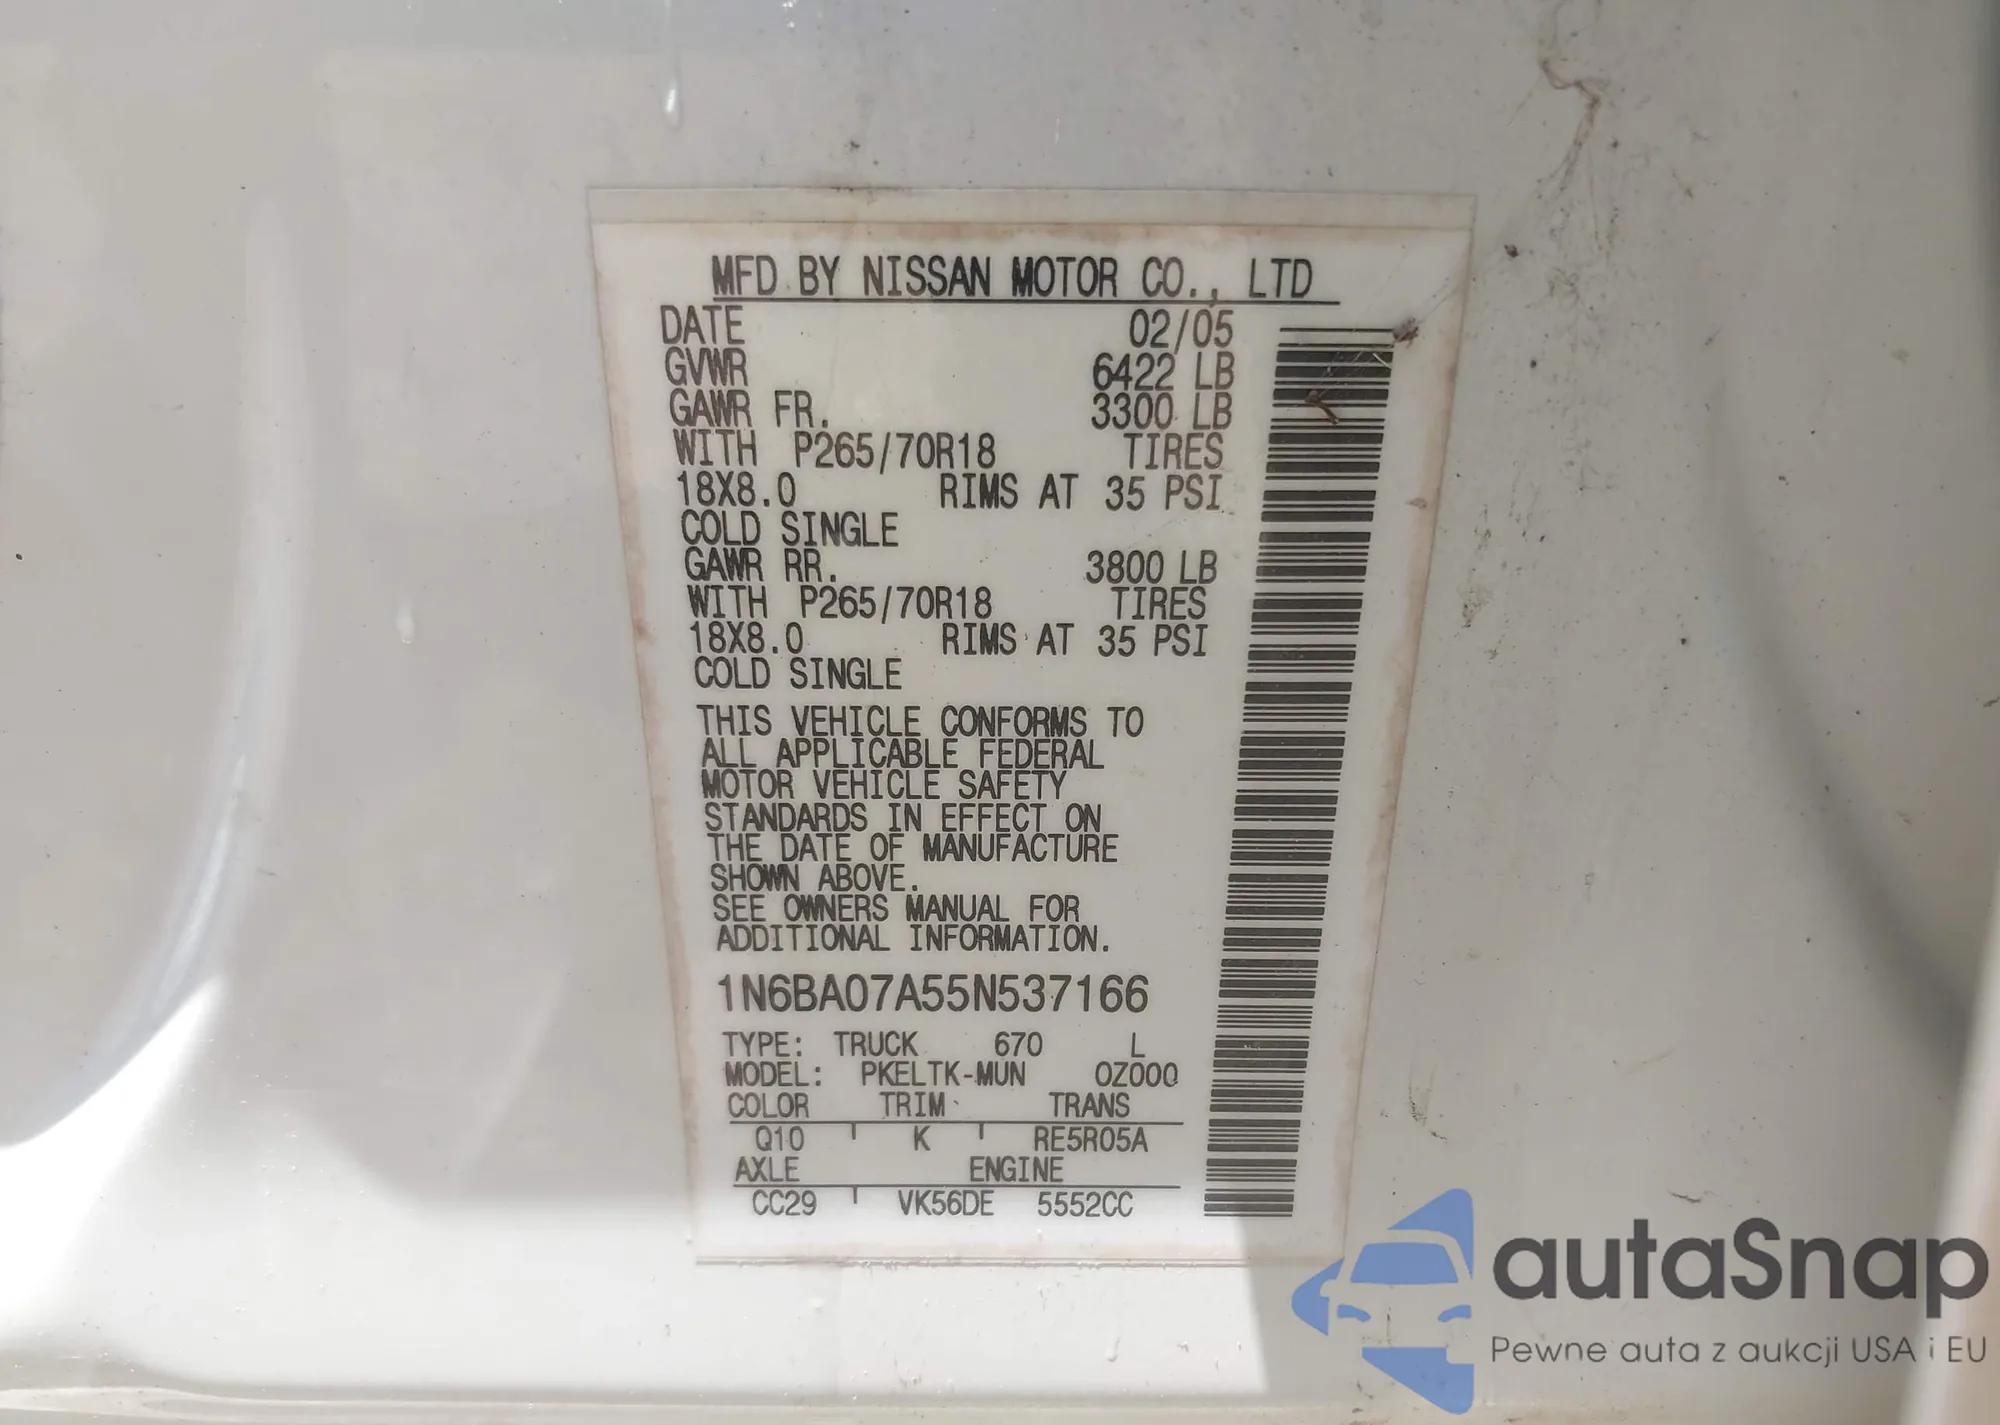 MFD BY NISSAN MOTOR CO., LTD
DATE 02/05
GVWR 6422 LB
GAWR FR. 3300 LB
WITH P265/70R18 TIRES
18X8.0 RIMS AT 35 PSI
COLD SINGLE
GAWR RR. 3800 LB
WITH P265/70R18 TIRES
18X8.0 RIMS AT 35 PSI
COLD SINGLE
THIS VEHICLE CONFORMS TO
ALL APPLICABLE FEDERAL
MOTOR VEHICLE SAFETY
STANDARDS IN EFFECT ON
THE DATE OF MANUFACTURE
SHOWN ABOVE.
SEE OWNERS MANUAL FOR
ADDITIONAL INFORMATION.
1N6BA07A55N537166
TYPE: TRUCK 670 L
MODEL: PKELTK-MUN 0Z000
COLOR TRIM TRANS
Q10 K RE5R05A
AXLE ENGINE
CC29 VK56DE 5552CC
autaSnap
Pewne auta z aukcji USA i EU